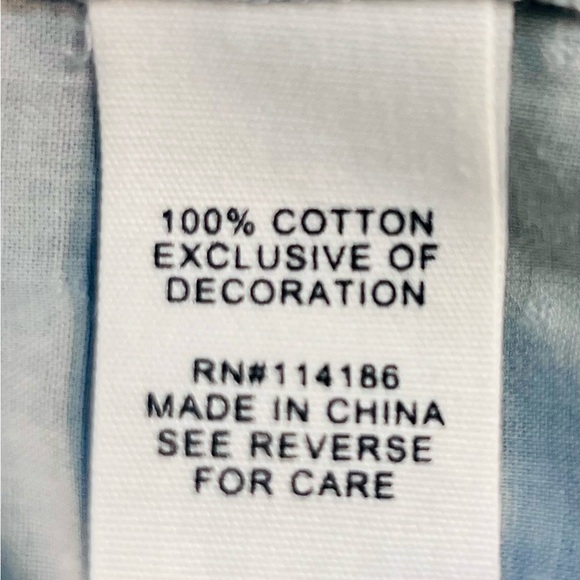 100% COTTON
EXCLUSIVE OF
DECORATION
RN#114186
MADE IN CHINA
SEE REVERSE
FOR CARE